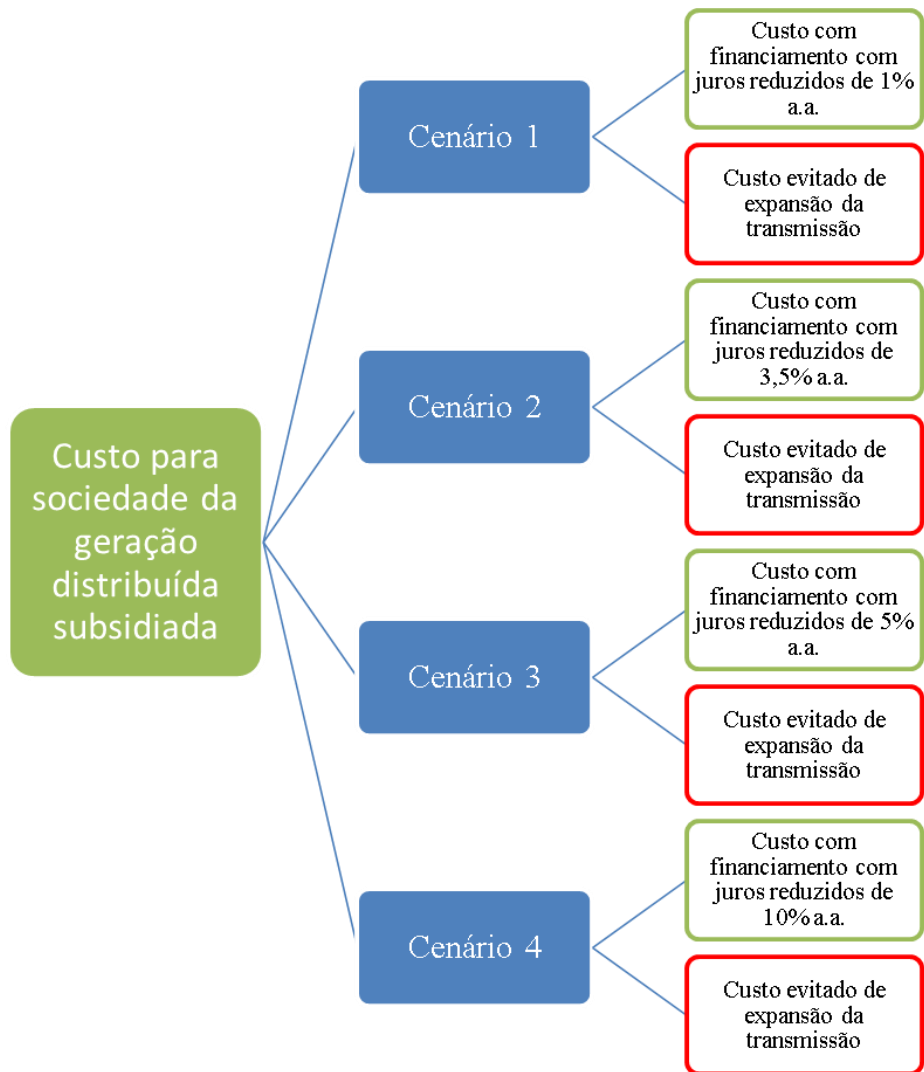 Custo para
sociedade da
geração
distribuída
subsidiada
Cenário 1
Custo com
financiamento com
juros reduzidos de 1%
a.a.
Custo evitado de
expansão da
transmissão
Cenário 2
Custo com
financiamento com
juros reduzidos de
3,5% a.a.
Custo evitado de
expansão da
transmissão
Cenário 3
Custo com
financiamento com
juros reduzidos de 5%
a.a.
Custo evitado de
expansão da
transmissão
Cenário 4
Custo com
financiamento com
juros reduzidos de
10% a.a.
Custo evitado de
expansão da
transmissão